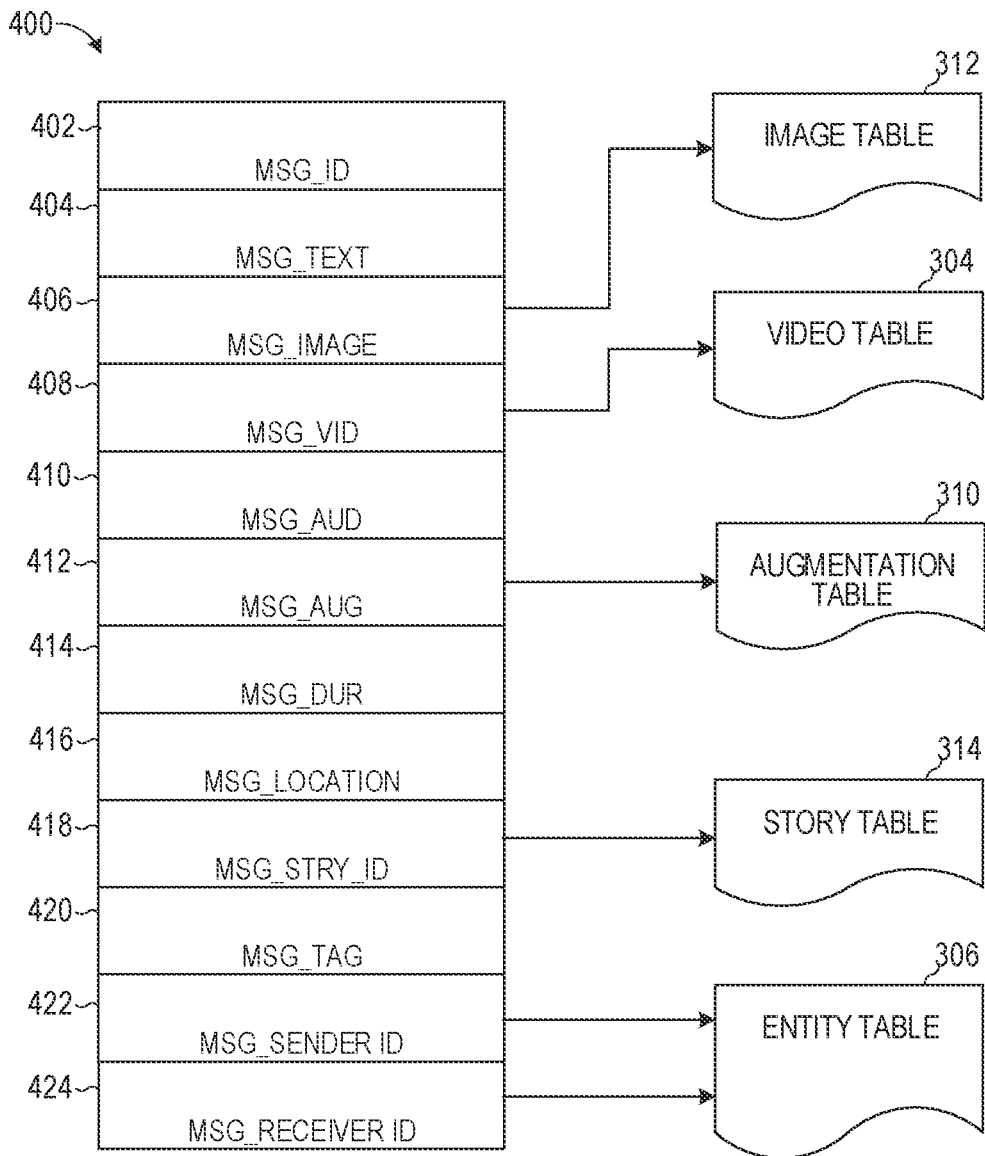 400
402
MSG_ID
404
MSG_TEXT
406
MSG_IMAGE
408
MSG_VID
410
MSG_AUD
412
MSG_AUG
414
MSG_DUR
416
MSG_LOCATION
418
MSG_STRY_ID
420
MSG_TAG
422
MSG_SENDER ID
424
MSG_RECEIVER ID
312
IMAGE TABLE
304
VIDEO TABLE
310
AUGMENTATION
TABLE
314
STORY TABLE
306
ENTITY TABLE